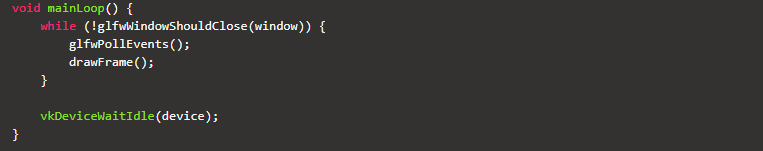 void mainLoop() {
    while (!glfwWindowShouldClose(window)) {
        glfwPollEvents();
        drawFrame();
    }

    vkDeviceWaitIdle(device);
}